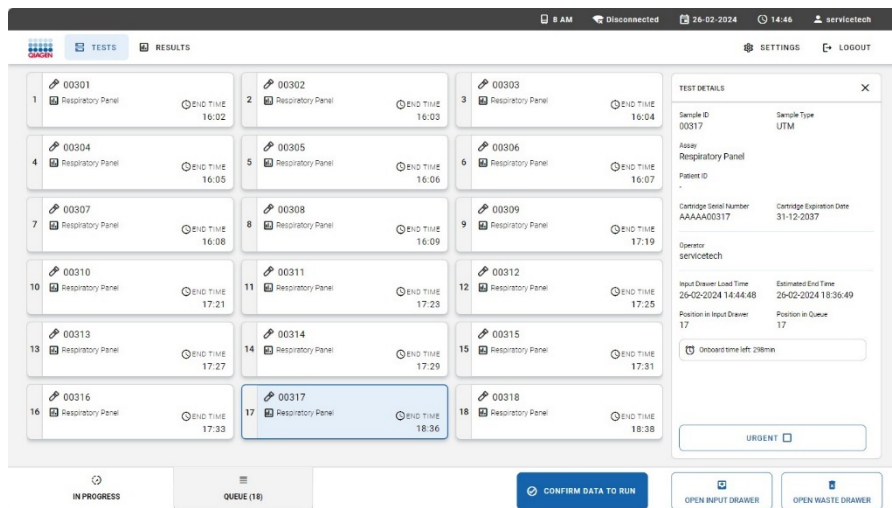 8 AM Disconnected 26-02-2024 14:46 servicetech
QIAGEN TESTS RESULTS SETTINGS LOGOUT
1 00301 Respiratory Panel END TIME 16:02
2 00302 Respiratory Panel END TIME 16:03
3 00303 Respiratory Panel END TIME 16:04
4 00304 Respiratory Panel END TIME 16:05
5 00305 Respiratory Panel END TIME 16:06
6 00306 Respiratory Panel END TIME 16:07
7 00307 Respiratory Panel END TIME 16:08
8 00308 Respiratory Panel END TIME 16:09
9 00309 Respiratory Panel END TIME 17:19
10 00310 Respiratory Panel END TIME 17:21
11 00311 Respiratory Panel END TIME 17:23
12 00312 Respiratory Panel END TIME 17:25
13 00313 Respiratory Panel END TIME 17:27
14 00314 Respiratory Panel END TIME 17:29
15 00315 Respiratory Panel END TIME 17:31
16 00316 Respiratory Panel END TIME 17:33
17 00317 Respiratory Panel END TIME 18:36
18 00318 Respiratory Panel END TIME 18:38
TEST DETAILS
Sample ID Sample Type
00317 UTM
Assay
Respiratory Panel
Patient ID
-
Cartridge Serial Number Cartridge Expiration Date
AAAAA00317 31-12-2037
Operator
servicetech
Input Drawer Load Time Estimated End Time
26-02-2024 14:44:48 26-02-2024 18:36:49
Position in Input Drawer Position in Queue
17 17
Onboard time left: 298min
URGENT
IN PROGRESS QUEUE (18) CONFIRM DATA TO RUN OPEN INPUT DRAWER OPEN WASTE DRAWER